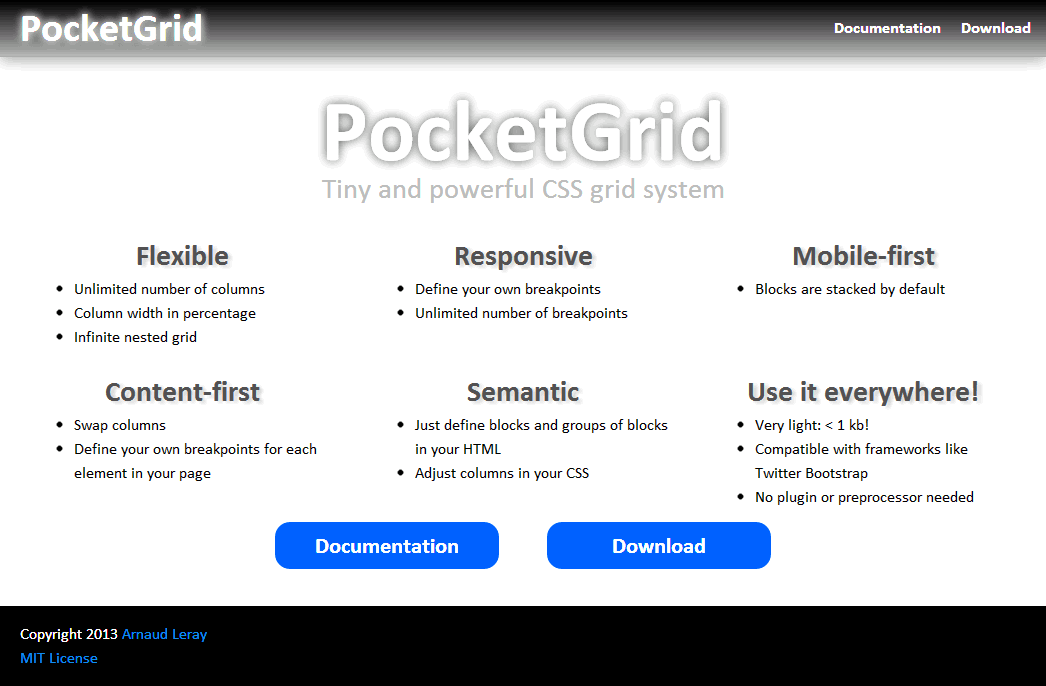 PocketGrid
Documentation
Download
PocketGrid
Tiny and powerful CSS grid system
Flexible
Unlimited number of columns
Column width in percentage
Infinite nested grid
Responsive
Define your own breakpoints
Unlimited number of breakpoints
Mobile-first
Blocks are stacked by default
Content-first
Swap columns
Define your own breakpoints for each
element in your page
Semantic
Just define blocks and groups of blocks
in your HTML
Adjust columns in your CSS
Use it everywhere!
Very light: < 1 kb!
Compatible with frameworks like
Twitter Bootstrap
No plugin or preprocessor needed
Documentation
Download
Copyright 2013 Arnaud Leray
MIT License